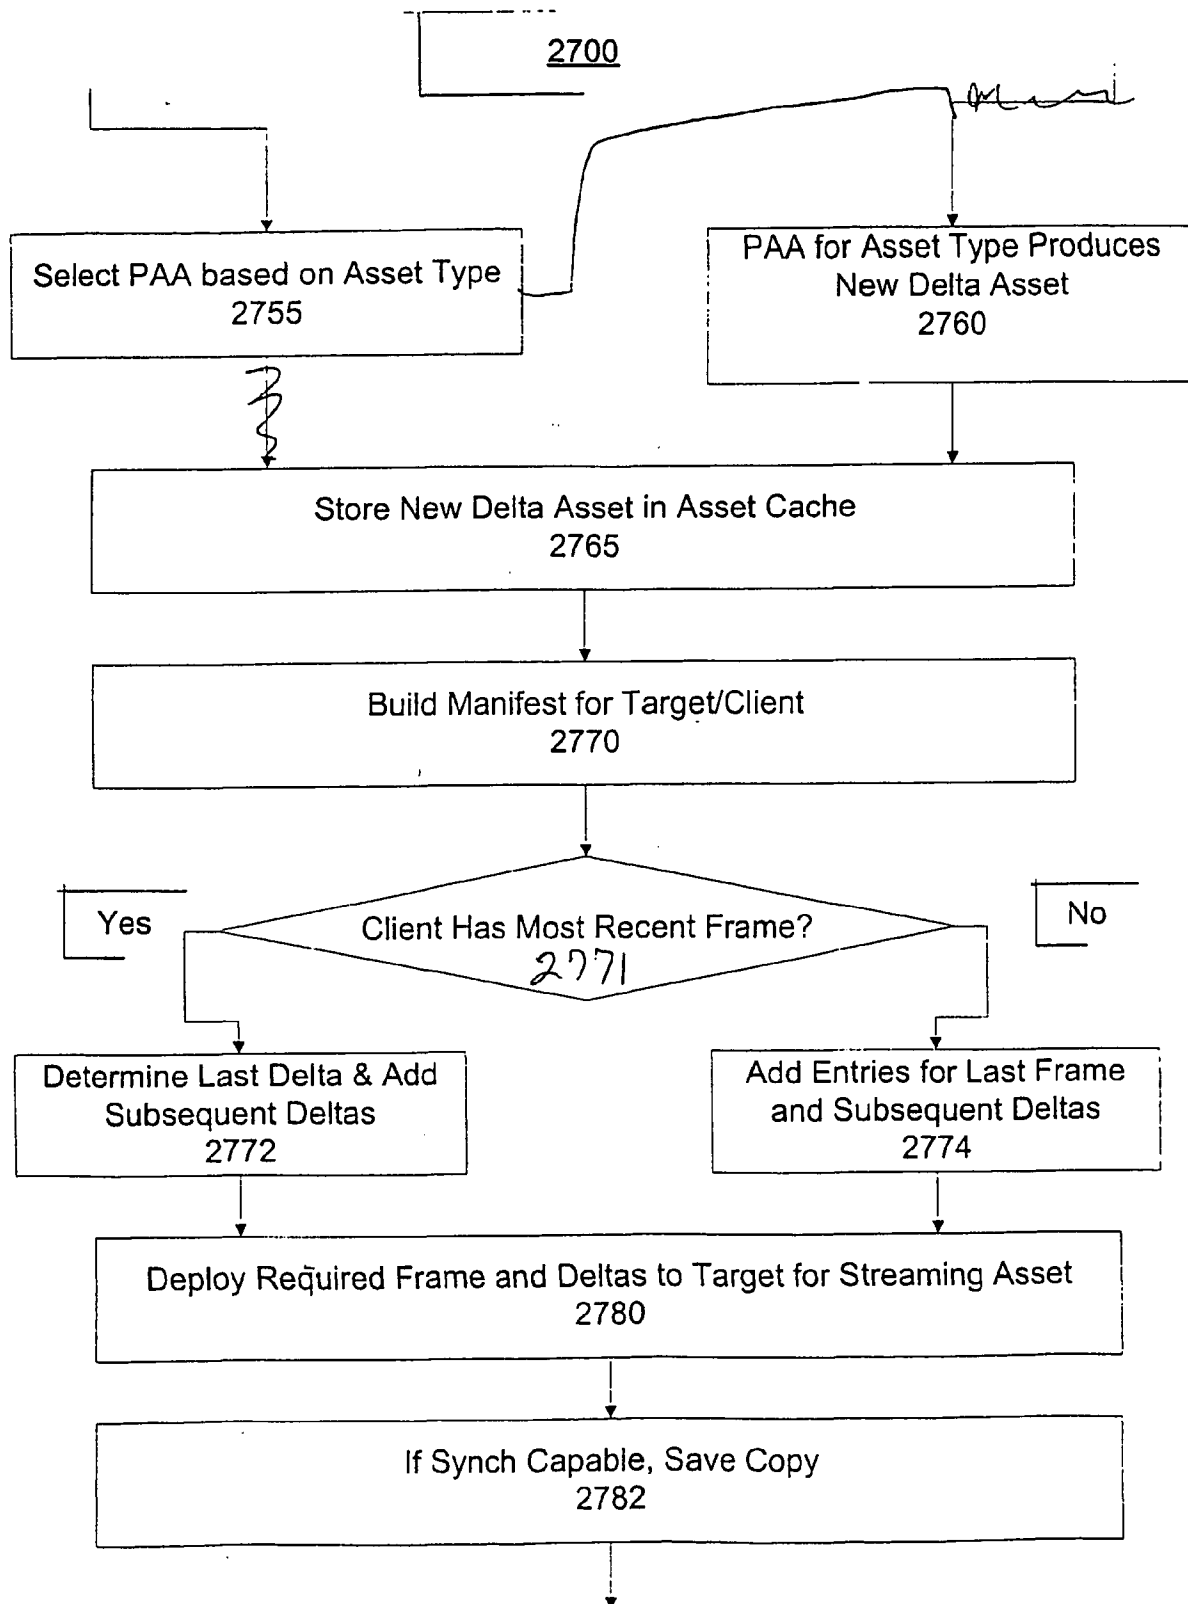 2700
Select PAA based on Asset Type
2755
PAA for Asset Type Produces
New Delta Asset
2760
Store New Delta Asset in Asset Cache
2765
Build Manifest for Target/Client
2770
Yes
Client Has Most Recent Frame?
2771
No
Determine Last Delta & Add
Subsequent Deltas
2772
Add Entries for Last Frame
and Subsequent Deltas
2774
Deploy Required Frame and Deltas to Target for Streaming Asset
2780
If Synch Capable, Save Copy
2782